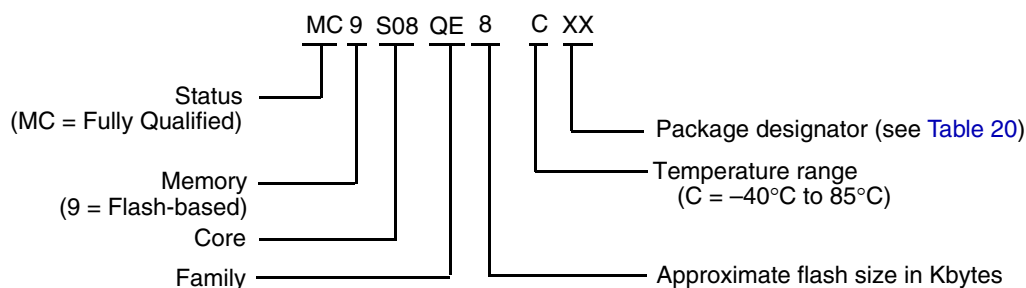 MC 9 S08 QE 8 C XX
Status
(MC = Fully Qualified)
Package designator (see Table 20)
Memory
(9 = Flash-based)
Temperature range
(C = –40°C to 85°C)
Core
Family
Approximate flash size in Kbytes